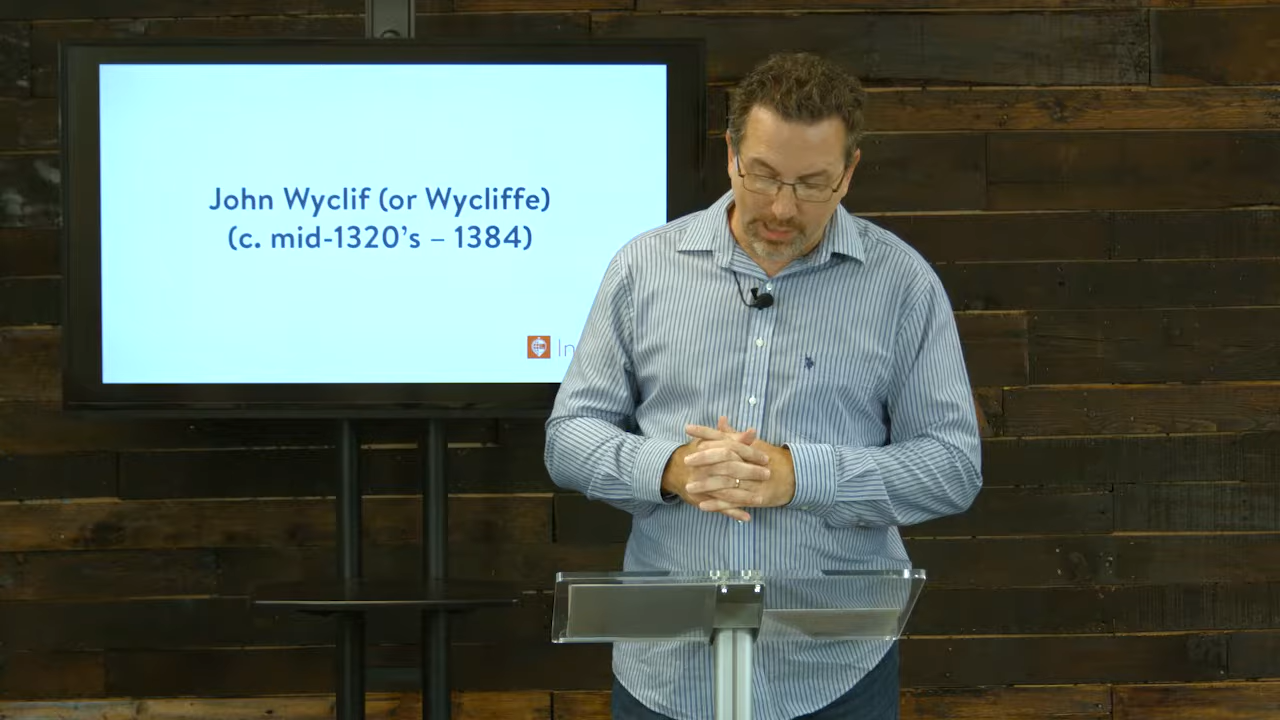 John Wyclif (or Wycliffe)
(c. mid-1320's – 1384)